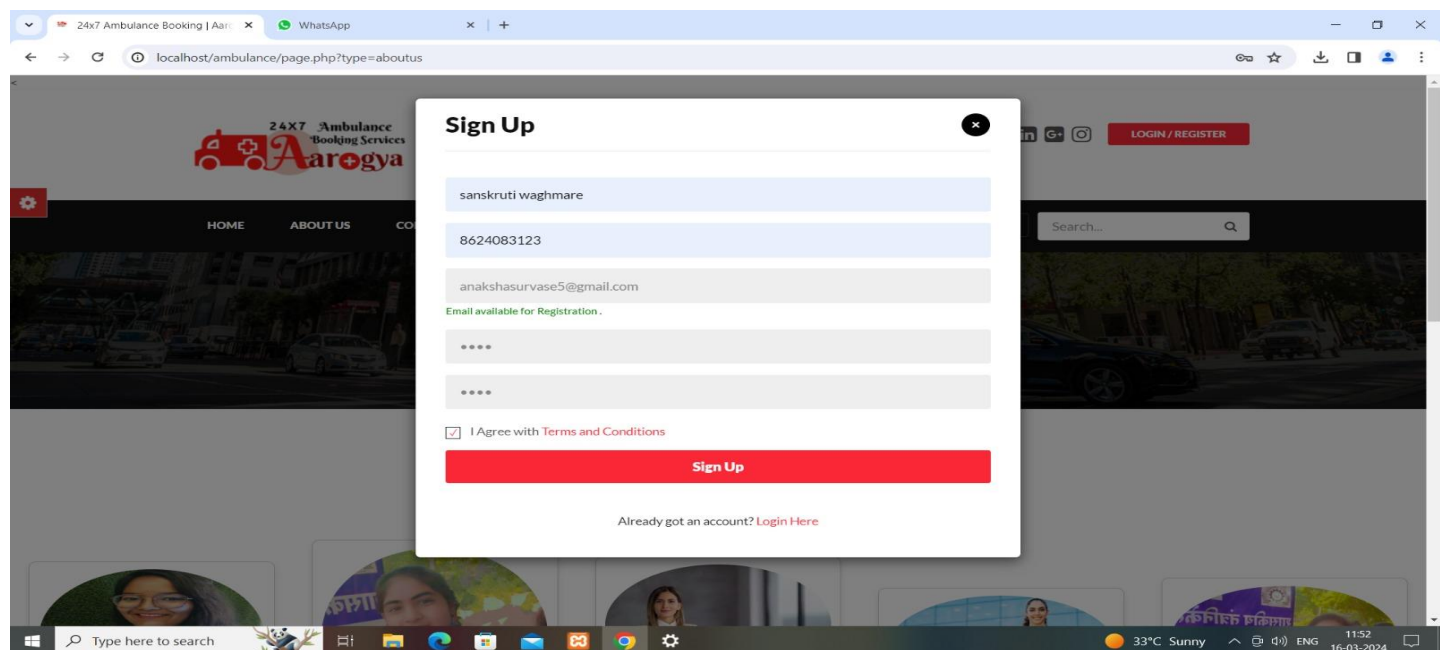 24x7 Ambulance Booking | Aar
WhatsApp
localhost/ambulance/page.php?type=aboutus
<
24X7 Ambulance
Booking Services
Aarogya
LOGIN / REGISTER
HOME ABOUT US CO
Search...
Sign Up
sanskruti waghmare
8624083123
anakshasurvase5@gmail.com
Email available for Registration .
••••
••••
I Agree with Terms and Conditions
Sign Up
Already got an account? Login Here
Type here to search
33°C Sunny
ENG
11:52
16-03-2024